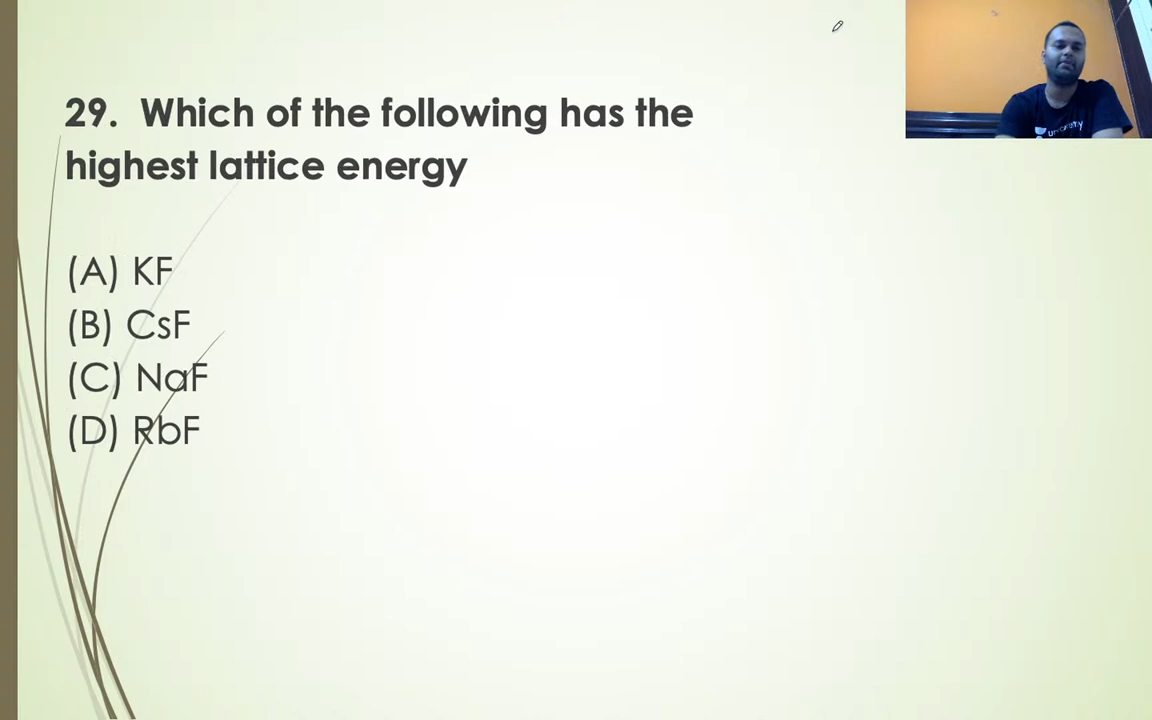 29. Which of the following has the
highest lattice energy
(A) KF
(B) CsF
(C) NaF
(D) RbF